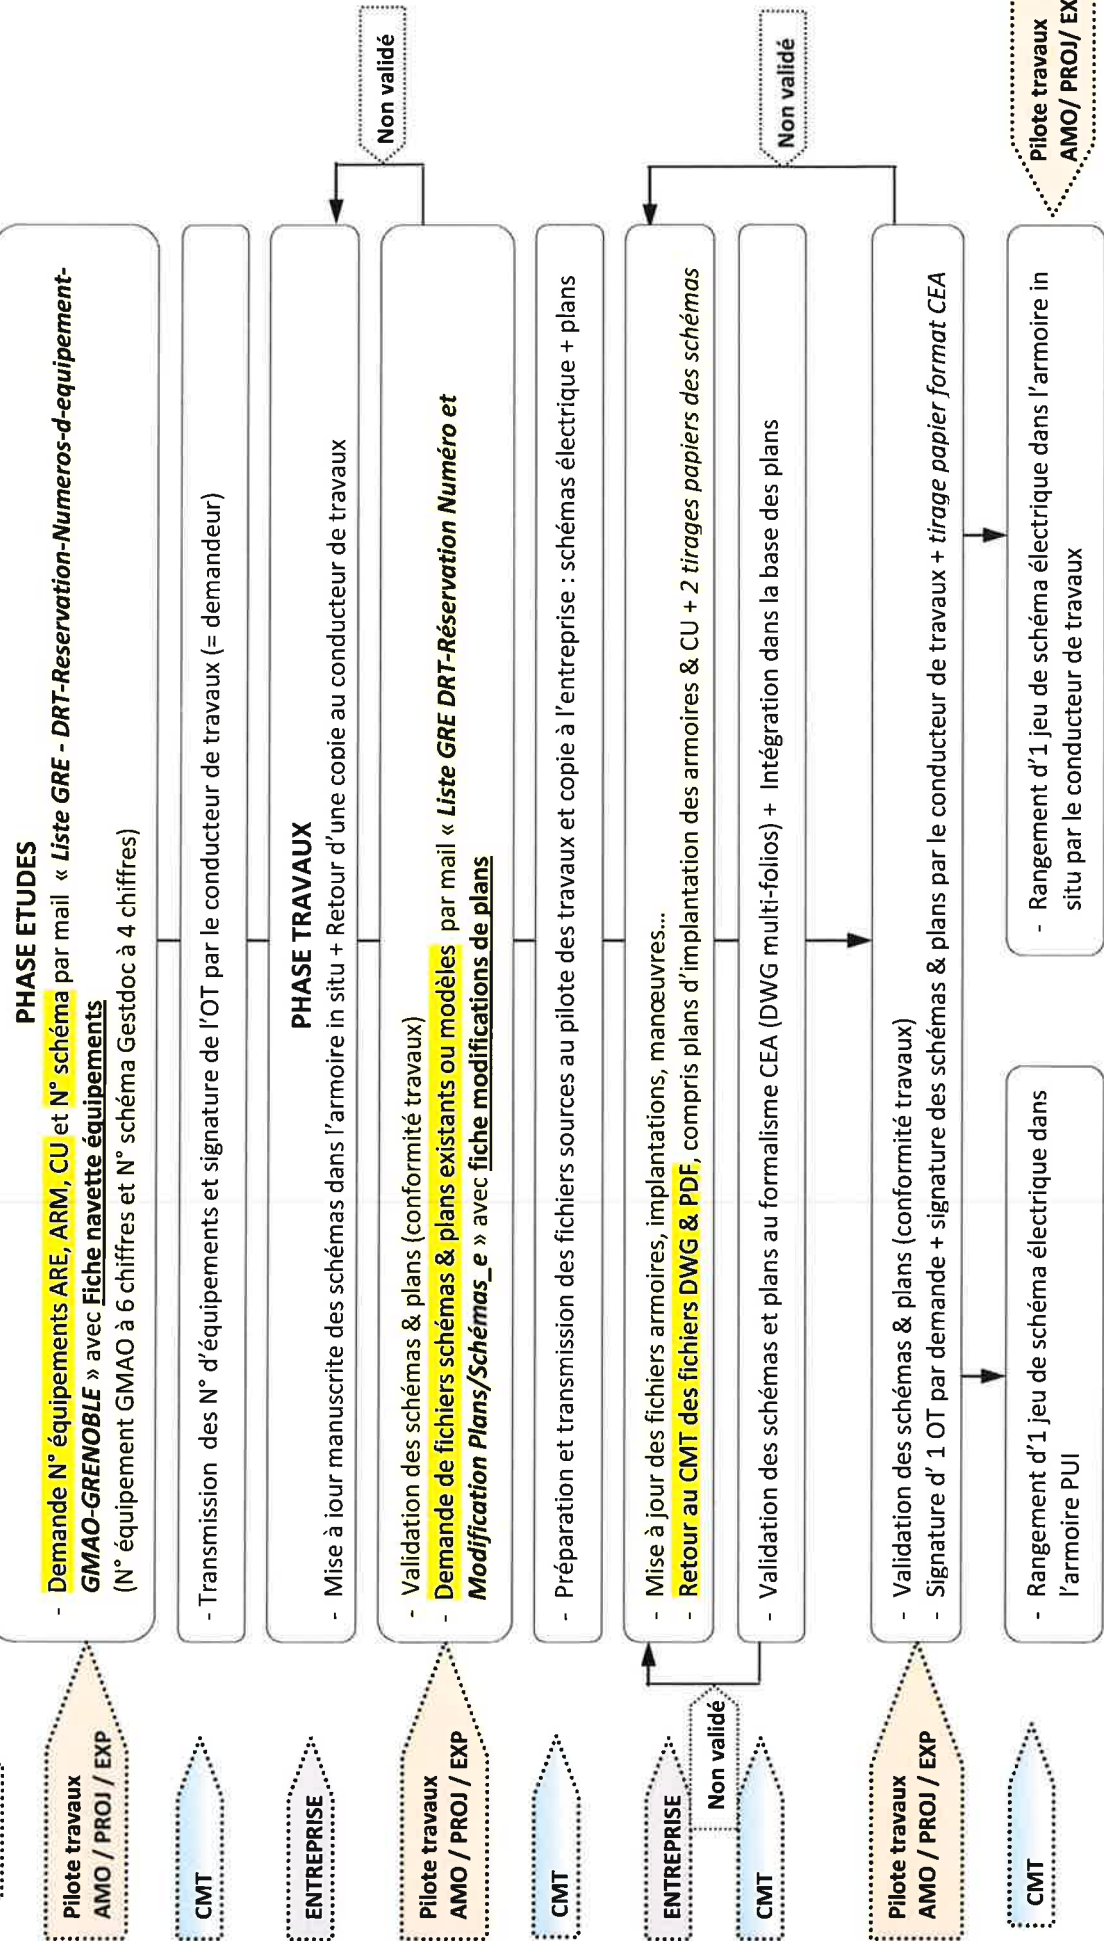 PHASE ETUDES
Pilote travaux
AMO / PROJ / EXP
- Demande N° équipements ARE, ARM, CU et N° schéma par mail « Liste GRE - DRT-Reservation-Numeros-d-equipement-
GMAO-GRENOBLE » avec Fiche navette équipements
(N° équipement GMAO à 6 chiffres et N° schéma Gestdoc à 4 chiffres)
CMT
- Transmission des N° d'équipements et signature de l'OT par le conducteur de travaux (= demandeur)
PHASE TRAVAUX
ENTREPRISE
- Mise à iour manuscrite des schémas dans l'armoire in situ + Retour d'une copie au conducteur de travaux
Non validé
Pilote travaux
AMO / PROJ / EXP
- Validation des schémas & plans (conformité travaux)
- Demande de fichiers schémas & plans existants ou modèles par mail « Liste GRE DRT-Réservation Numéro et
Modification Plans/Schémas_e » avec fiche modifications de plans
CMT
- Préparation et transmission des fichiers sources au pilote des travaux et copie à l'entreprise : schémas électrique + plans
ENTREPRISE
- Mise à jour des fichiers armoires, implantations, manœuvres...
- Retour au CMT des fichiers DWG & PDF, compris plans d'implantation des armoires & CU + 2 tirages papiers des schémas
Non validé
Non validé
CMT
- Validation des schémas et plans au formalisme CEA (DWG multi-folios) + Intégration dans la base des plans
Pilote travaux
AMO / PROJ / EXP
- Validation des schémas & plans (conformité travaux)
- Signature d' 1 OT par demande + signature des schémas & plans par le conducteur de travaux + tirage papier format CEA
CMT
- Rangement d'1 jeu de schéma électrique dans
l'armoire PUI
- Rangement d'1 jeu de schéma électrique dans l'armoire in
situ par le conducteur de travaux
Pilote travaux
AMO/ PROJ/ EX